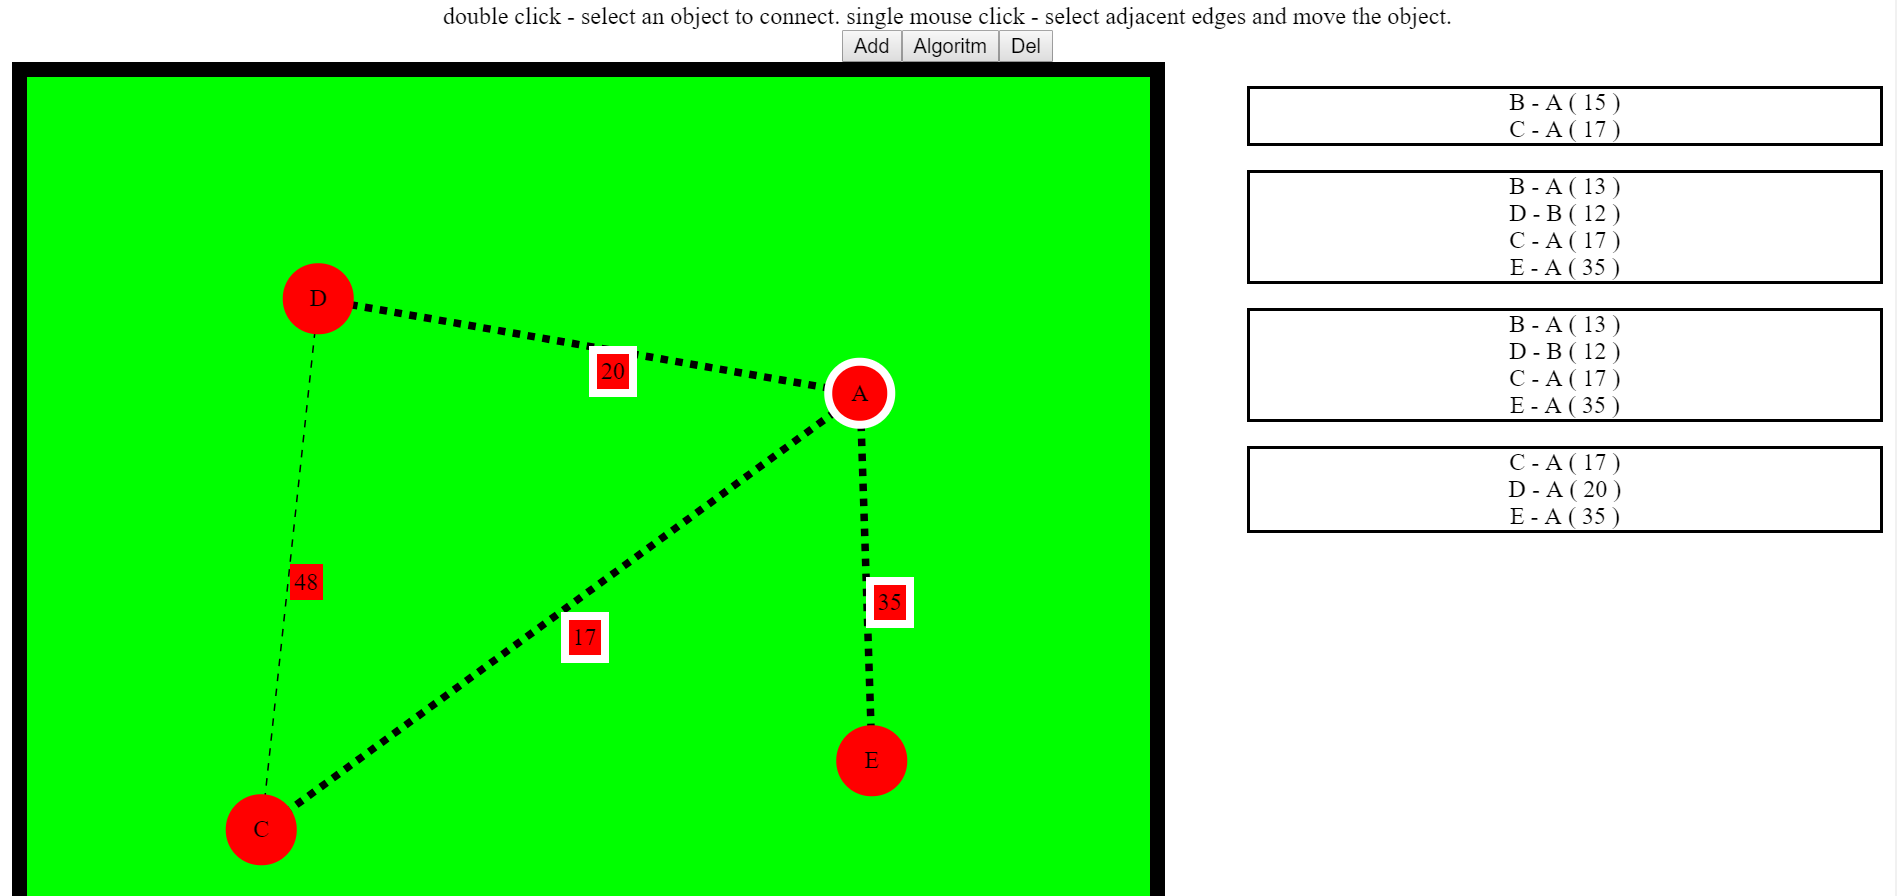 double click - select an object to connect. single mouse click - select adjacent edges and move the object.
Add Algoritm Del
B - A ( 15 )
C - A ( 17 )
B - A ( 13 )
D - B ( 12 )
C - A ( 17 )
E - A ( 35 )
B - A ( 13 )
D - B ( 12 )
C - A ( 17 )
E - A ( 35 )
C - A ( 17 )
D - A ( 20 )
E - A ( 35 )
D
20
A
48
35
17
E
C